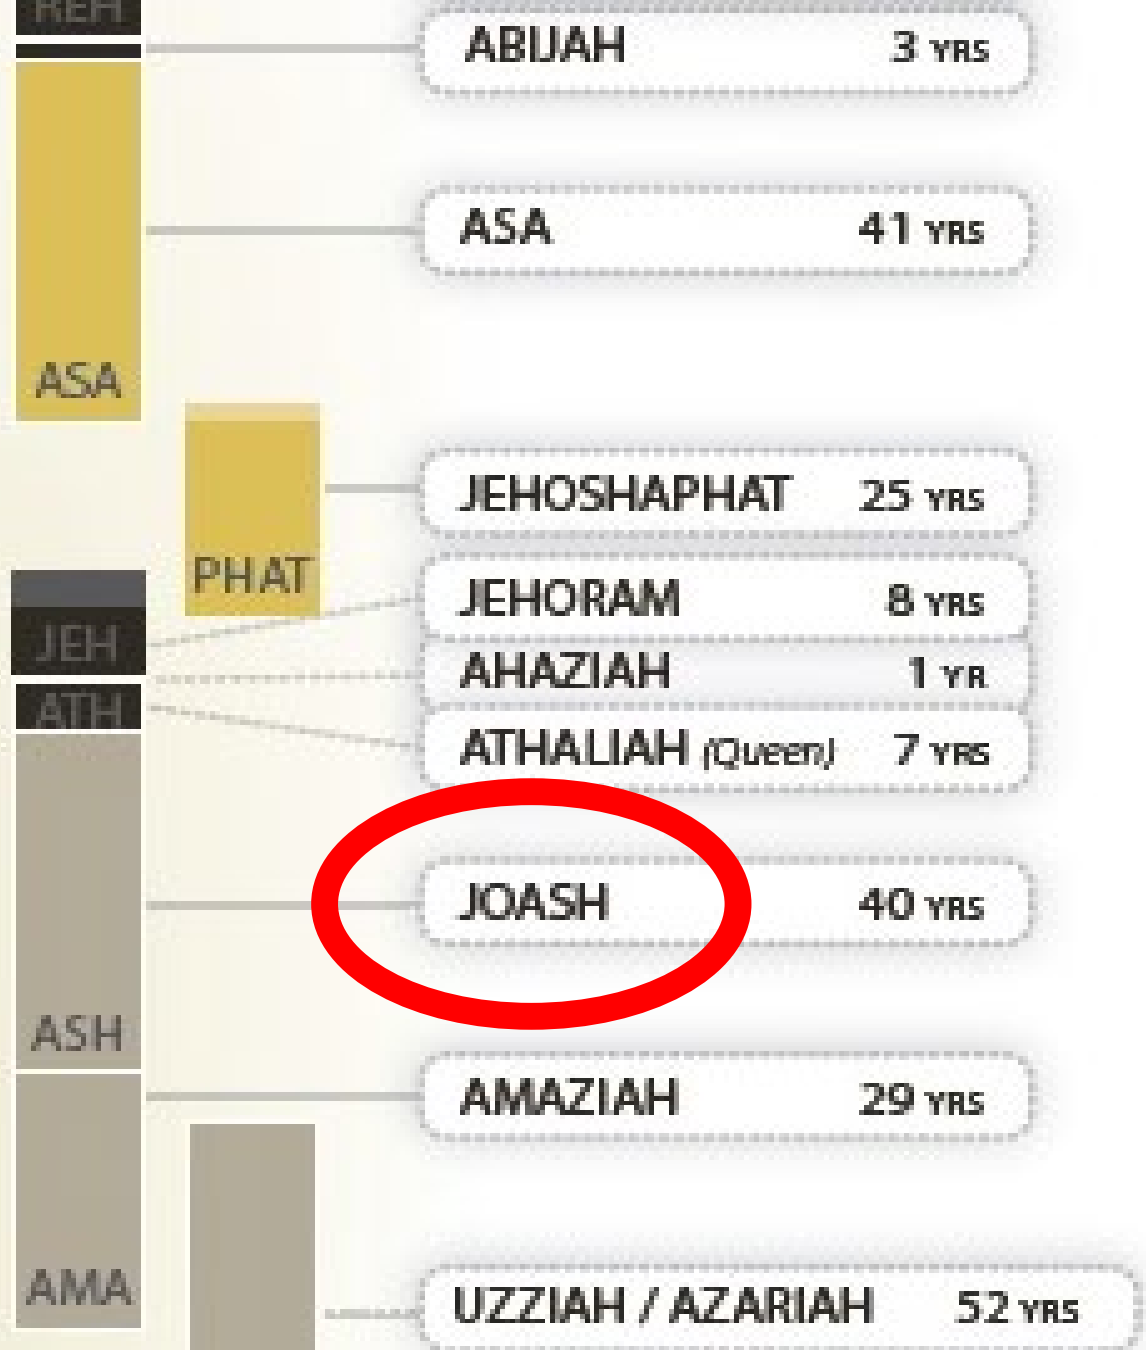 REH
ABIJAH 3 YRS
ASA 41 YRS
ASA
JEHOSHAPHAT 25 YRS
PHAT
JEHORAM 8 YRS
JEH
AHAZIAH 1 YR
ATH
ATHALIAH (Queen) 7 YRS
JOASH 40 YRS
ASH
AMAZIAH 29 YRS
AMA
UZZIAH / AZARIAH 52 YRS